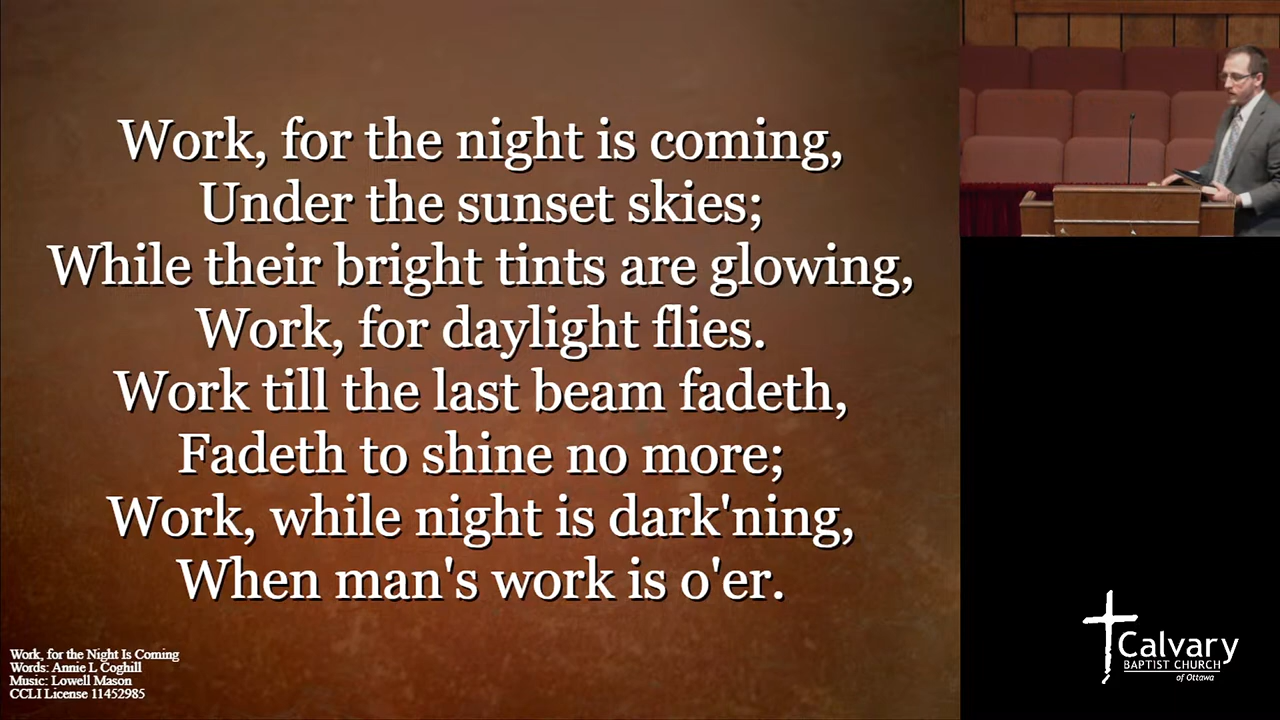 Work, for the night is coming,
Under the sunset skies;
While their bright tints are glowing,
Work, for daylight flies.
Work till the last beam fadeth,
Fadeth to shine no more;
Work, while night is dark'ning,
When man's work is o'er.
Work, for the Night Is Coming
Words: Annie L Coghill
Music: Lowell Mason
CCLI License 11452985
Calvary
BAPTIST CHURCH
of Ottawa